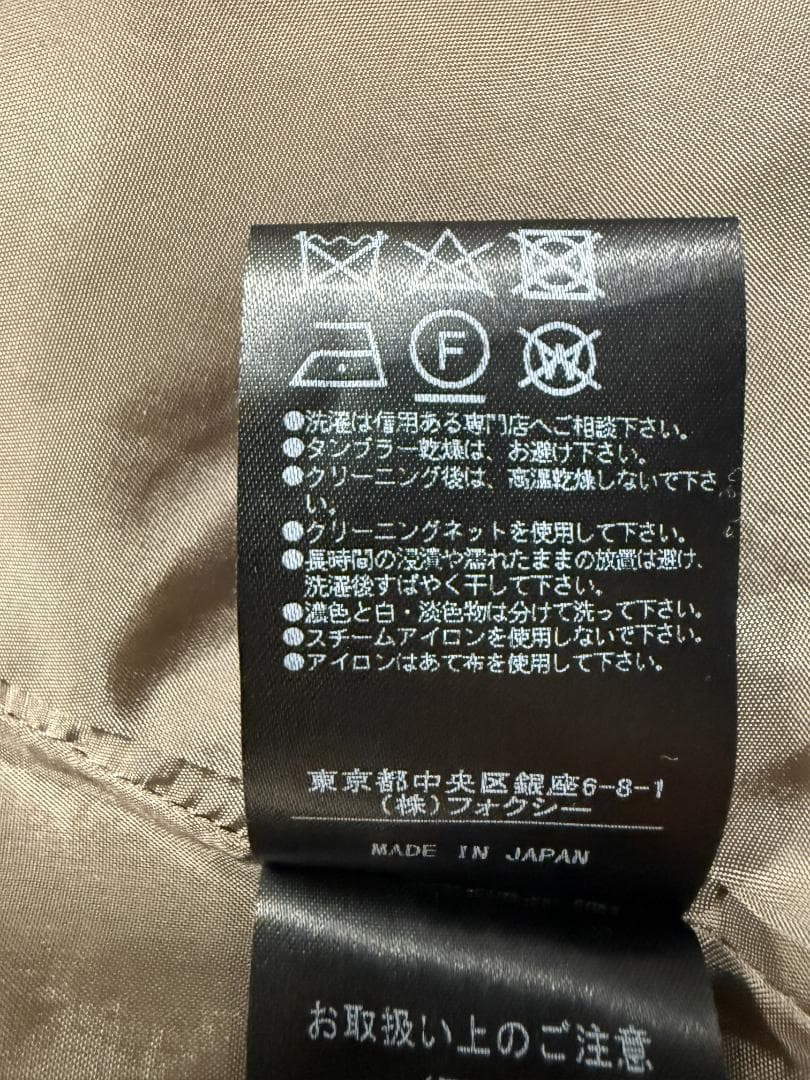 F W
●洗濯は信用ある専門店へご相談下さい。
●タンブラー乾燥は、お避け下さい。
●クリーニング後は、高温乾燥しないで下さ
い。
●クリーニングネットを使用して下さい。
●長時間の浸漬や濡れたままの放置は避け、
洗濯後すばやく干して下さい。
●濃色と白・淡色物は分けて洗って下さい。
●スチームアイロンを使用しないで下さい。
●アイロンはあて布を使用して下さい。
東京都中央区銀座6-8-1
(株)フォクシー
MADE IN JAPAN
お取扱い上のご注意